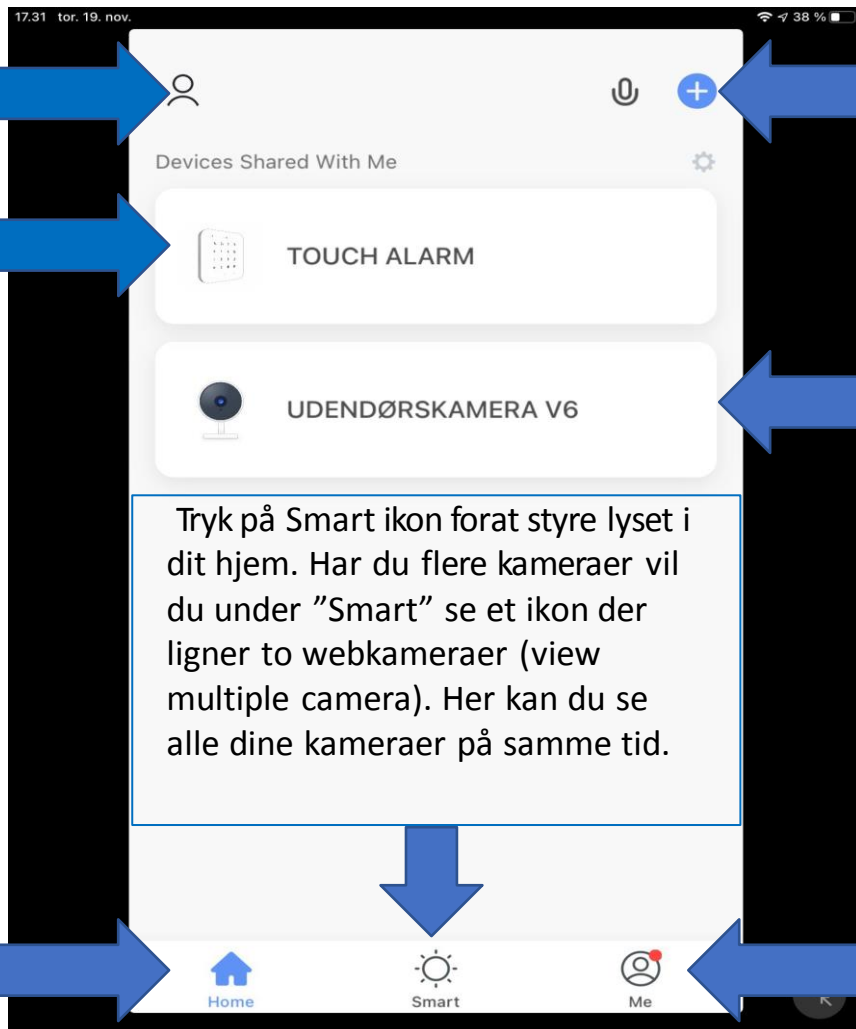 17.31 tor. 19. nov. 38 %
Devices Shared With Me
TOUCH ALARM
UDENDØRSKAMERA V6
Tryk på Smart ikon forat styre lyset i
dit hjem. Har du flere kameraer vil
du under ”Smart” se et ikon der
ligner to webkameraer (view
multiple camera). Her kan du se
alle dine kameraer på samme tid.
Home Smart Me